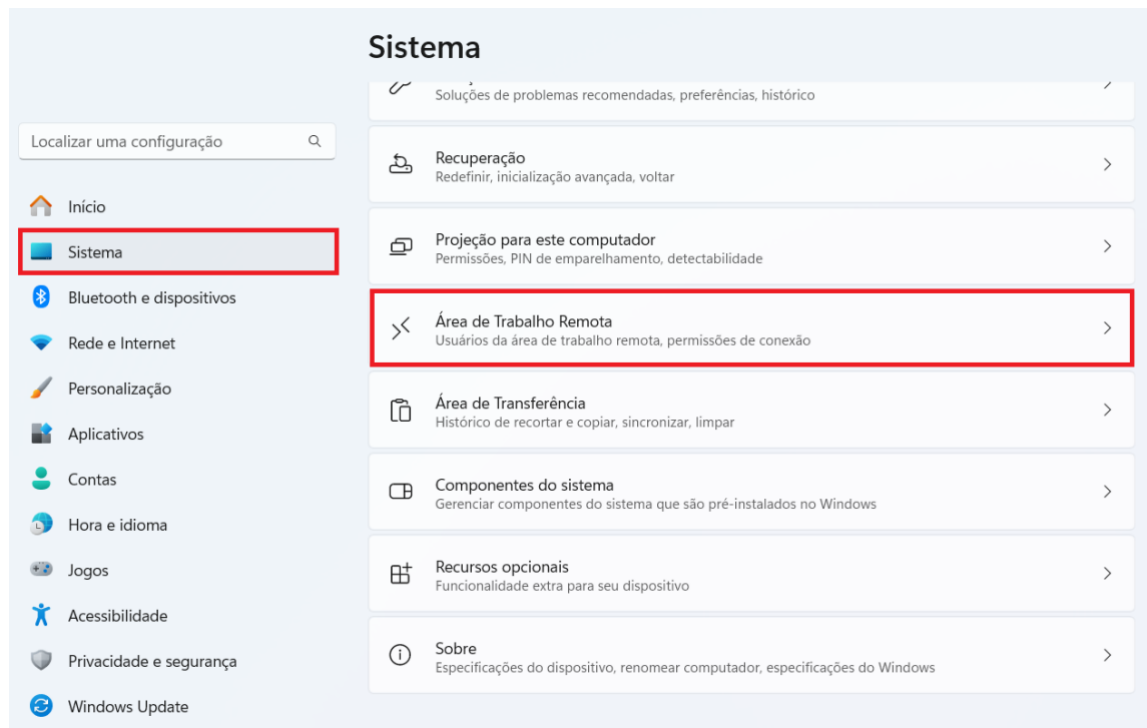 Sistema
Localizar uma configuração
Início
Sistema
Bluetooth e dispositivos
Rede e Internet
Personalização
Aplicativos
Contas
Hora e idioma
Jogos
Acessibilidade
Privacidade e segurança
Windows Update
Soluções de problemas recomendadas, preferências, histórico
Recuperação
Redefinir, inicialização avançada, voltar
Projeção para este computador
Permissões, PIN de emparelhamento, detectabilidade
Área de Trabalho Remota
Usuários da área de trabalho remota, permissões de conexão
Área de Transferência
Histórico de recortar e copiar, sincronizar, limpar
Componentes do sistema
Gerenciar componentes do sistema que são pré-instalados no Windows
Recursos opcionais
Funcionalidade extra para seu dispositivo
Sobre
Especificações do dispositivo, renomear computador, especificações do Windows